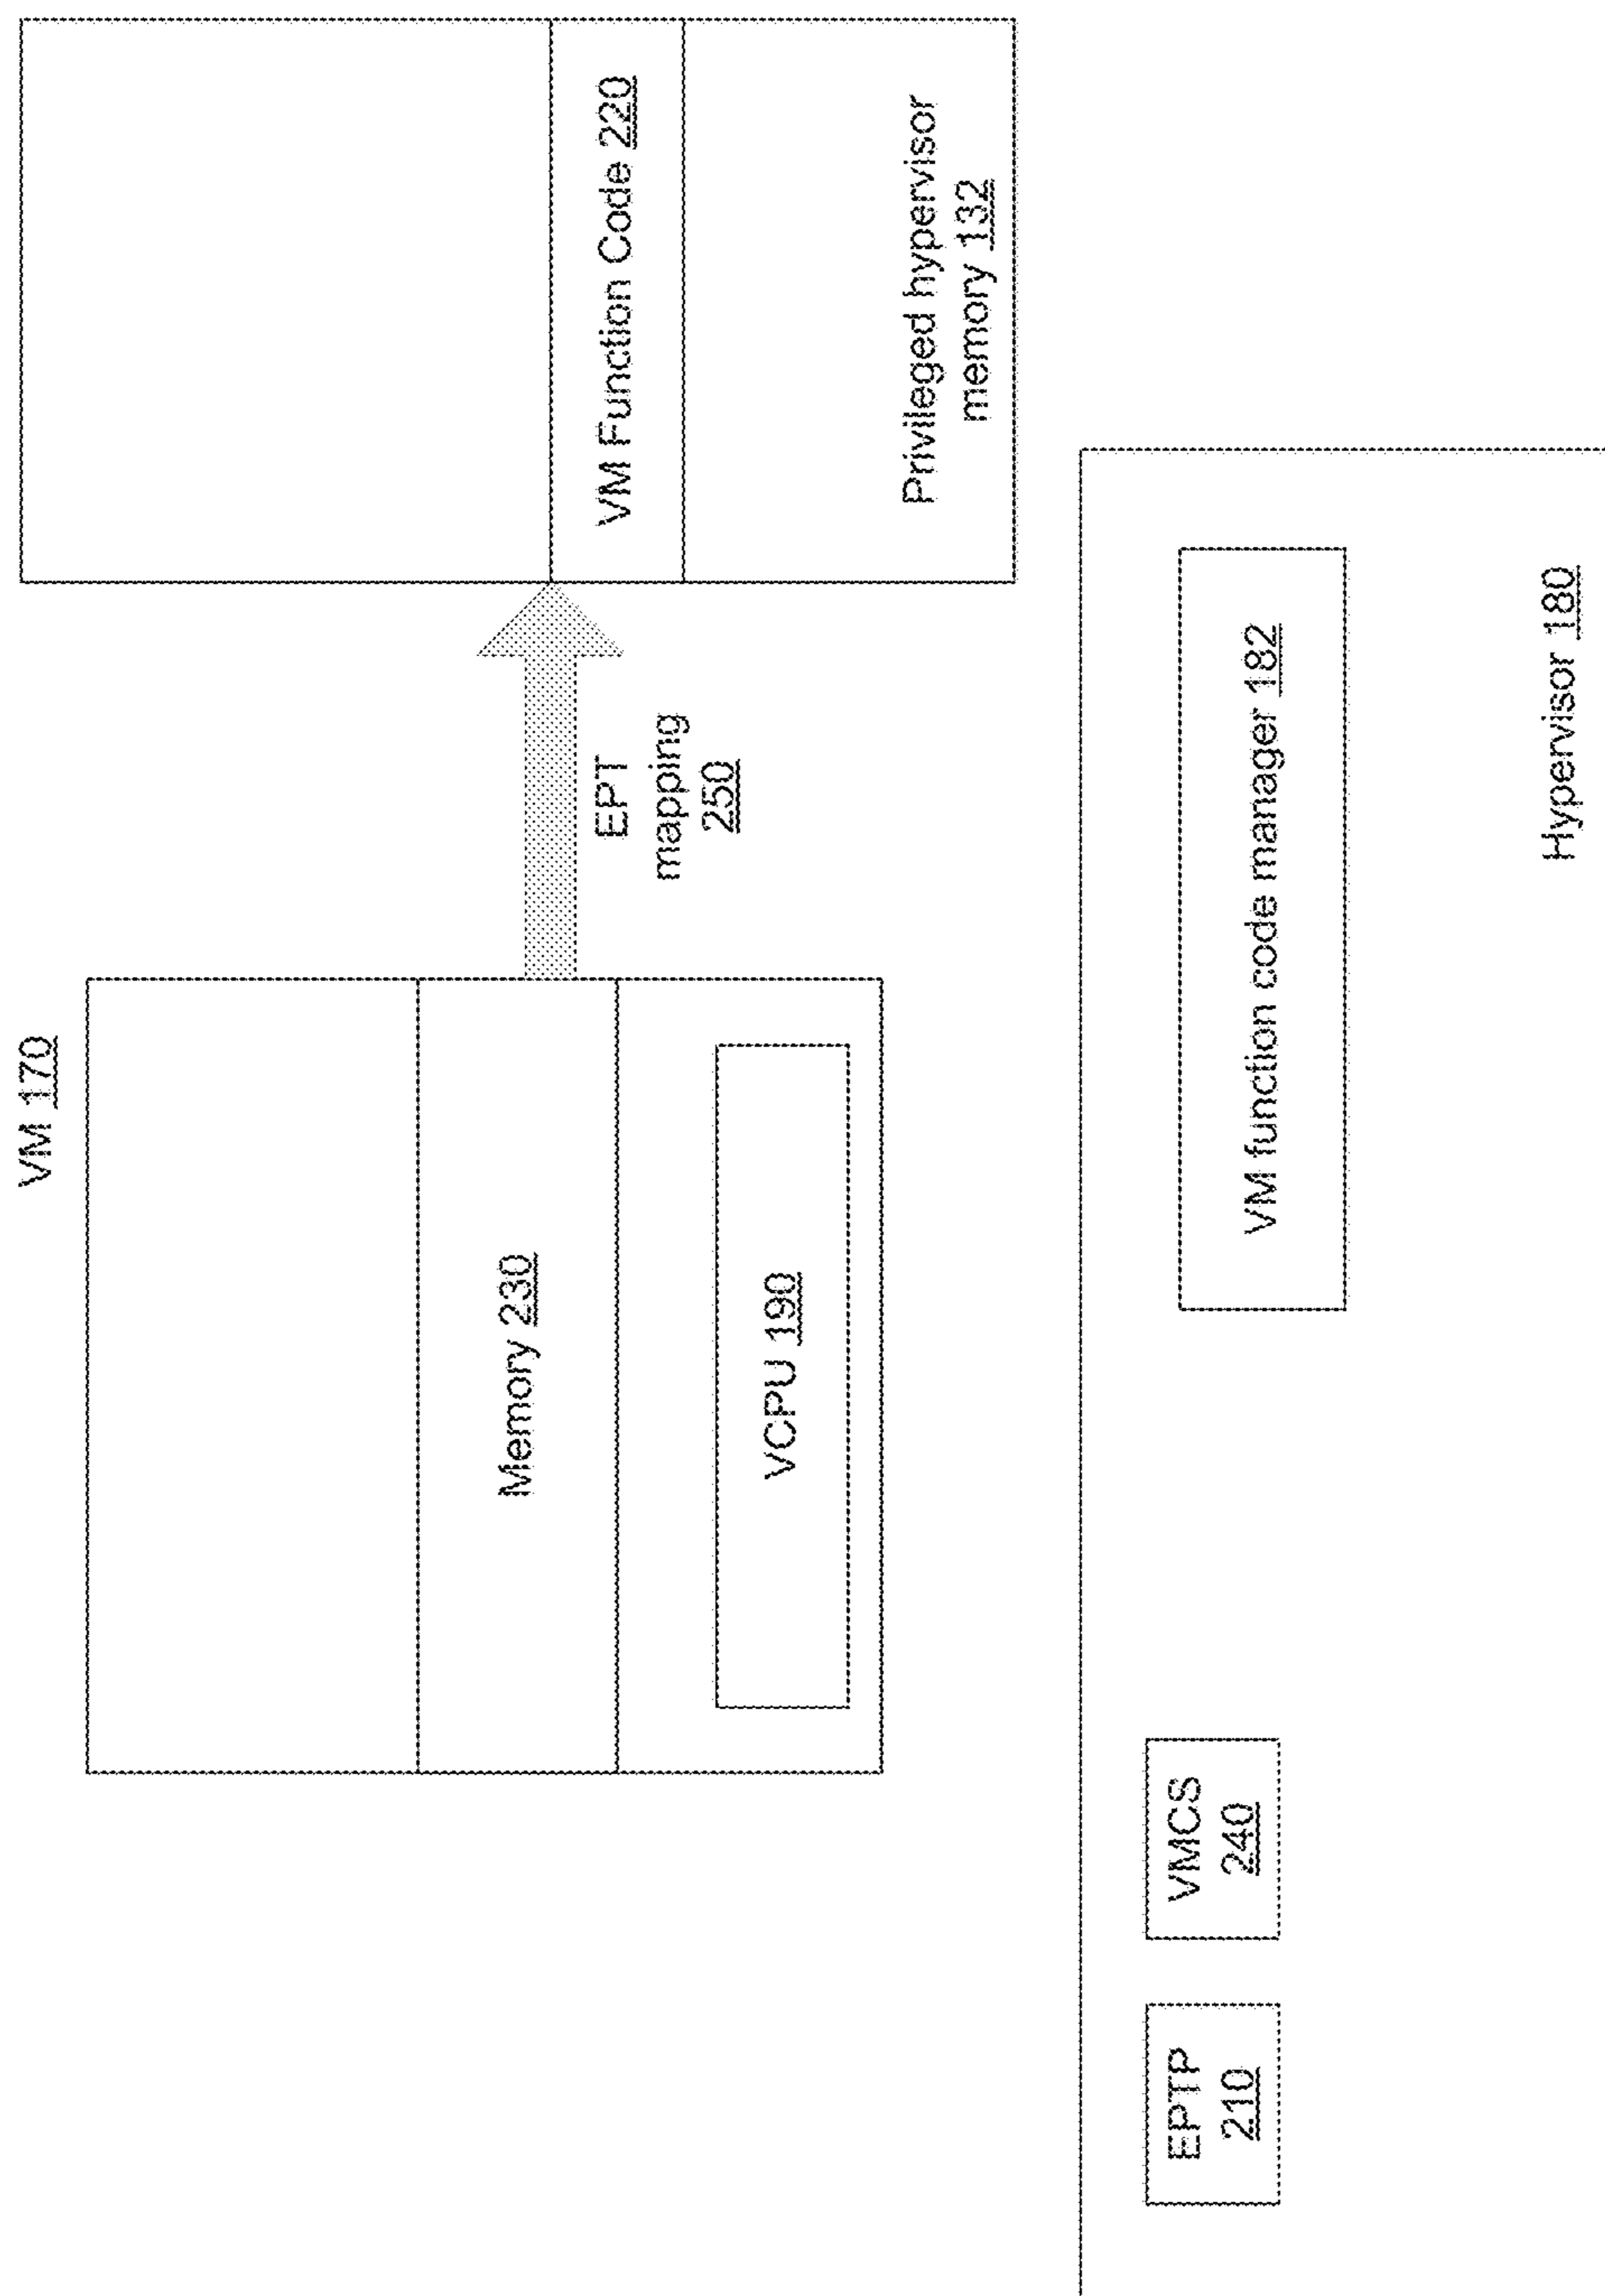 VM 170
Memory 230
VCPU 190
EPT
mapping
250
VM Function Code 220
Privileged hypervisor
memory 132
EPTP
210
VMCS
240
VM function code manager 182
Hypervisor 180